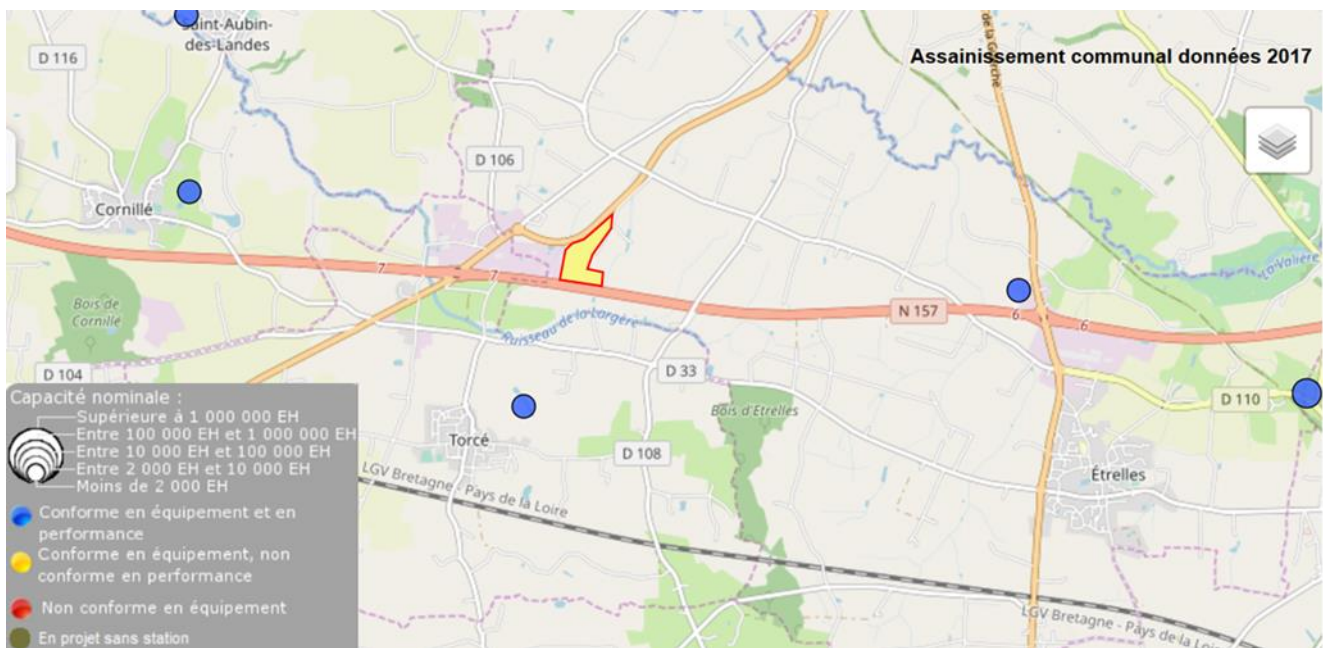 Saint-Aubin-
des-Landes
D 116
Assainissement communal données 2017
de la Guerche
D 106
Cornillé
La Valière
7
7
Bois de
Cornillé
Ruisseau de la Largère
N 157
6
6
D 104
D 33
D 110
Bois d'Etrelles
Torcé
D 108
Étrelles
LGV Bretagne - Pays de la Loire
LGV Bretagne - Pays de la Loire
Capacité nominale :
Supérieure à 1 000 000 EH
Entre 100 000 EH et 1 000 000 EH
Entre 10 000 EH et 100 000 EH
Entre 2 000 EH et 10 000 EH
Moins de 2 000 EH
Conforme en équipement et en
performance
Conforme en équipement, non
conforme en performance
Non conforme en équipement
En projet sans station